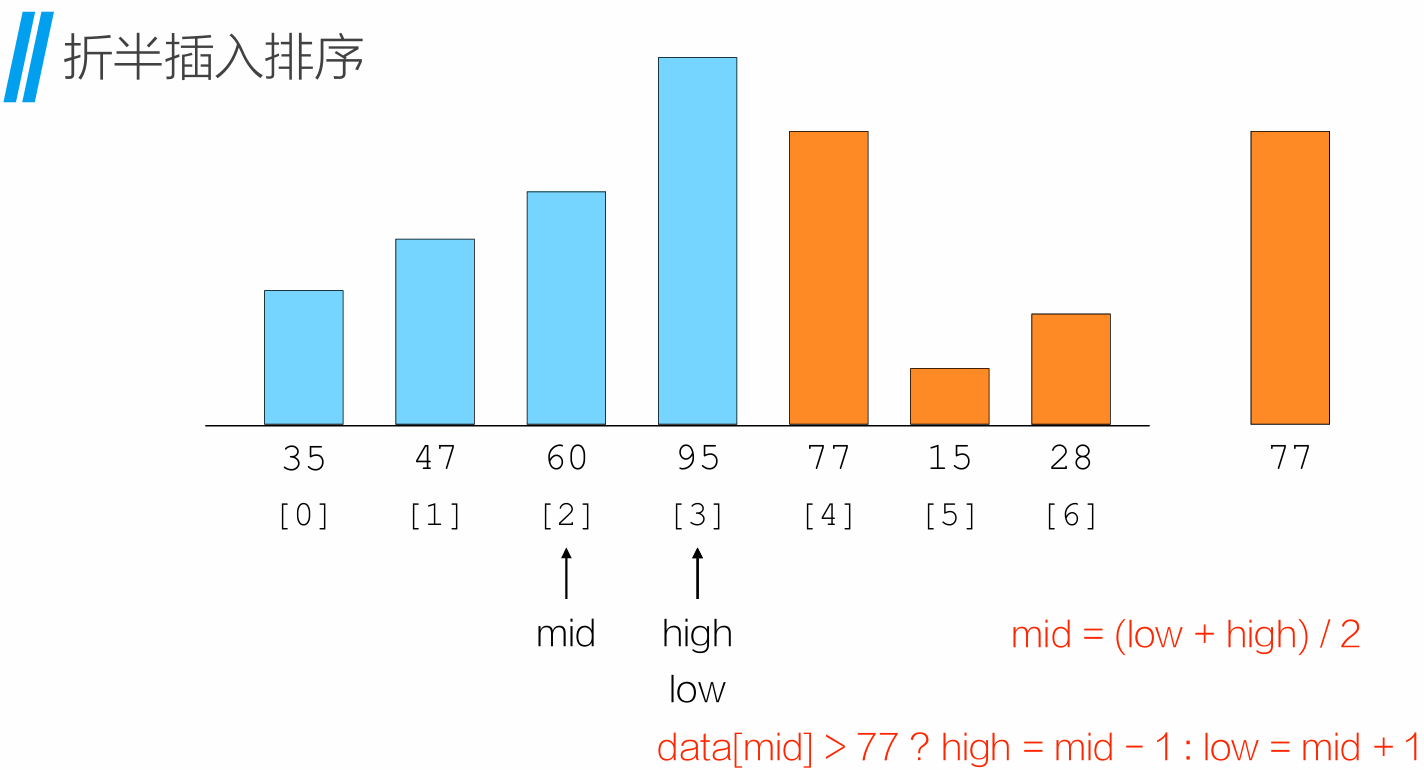 折半插入排序
35 47 60 95 77 15 28 77
[0] [1] [2] [3] [4] [5] [6]
mid high mid = (low + high) / 2
low
data[mid] > 77 ? high = mid - 1 : low = mid + 1